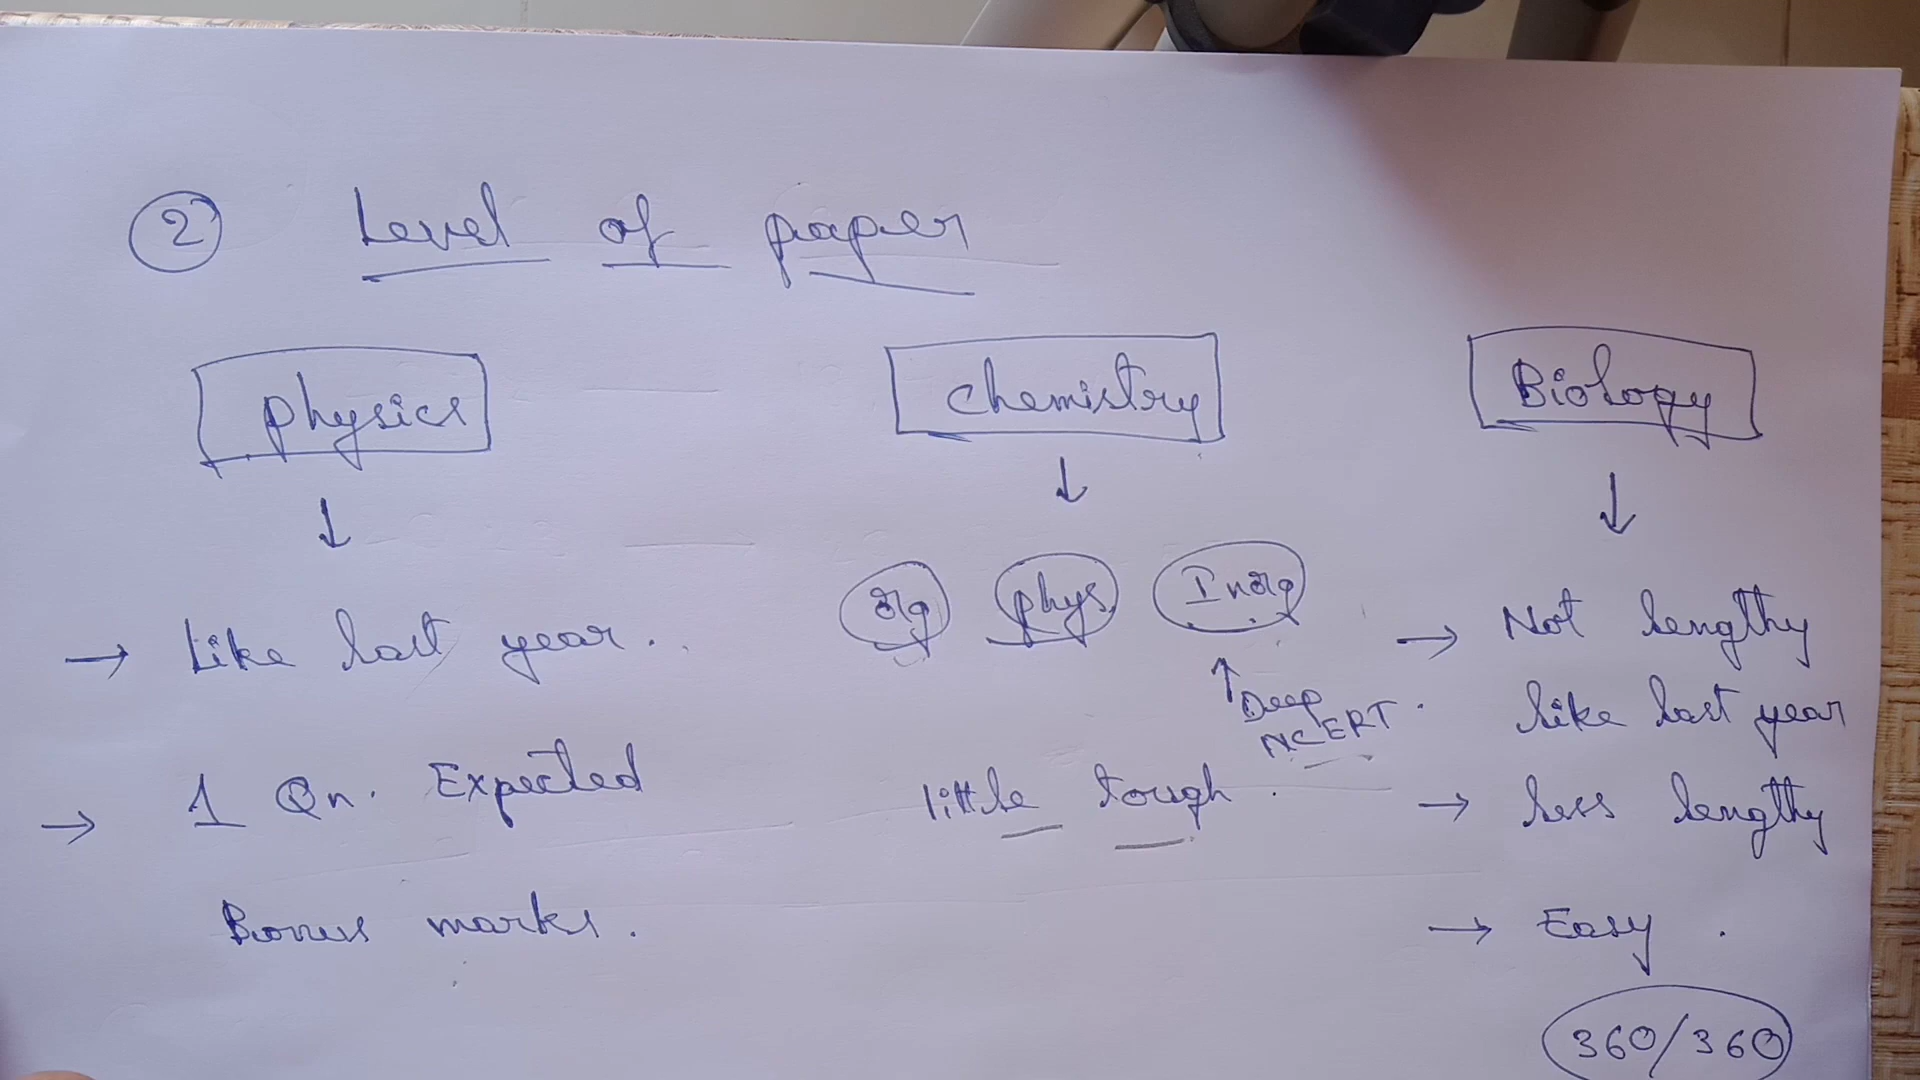 2 Level of paper
Physics
↓
→ Like last year.
→ 1 Qn. Expected
Bonus marks.
Chemistry
↓
Org Phys. Inorg
↑ Deep
NCERT.
little tough.
Biology
↓
→ Not lengthy
like last year
→ less lengthy
→ Easy.
360/360